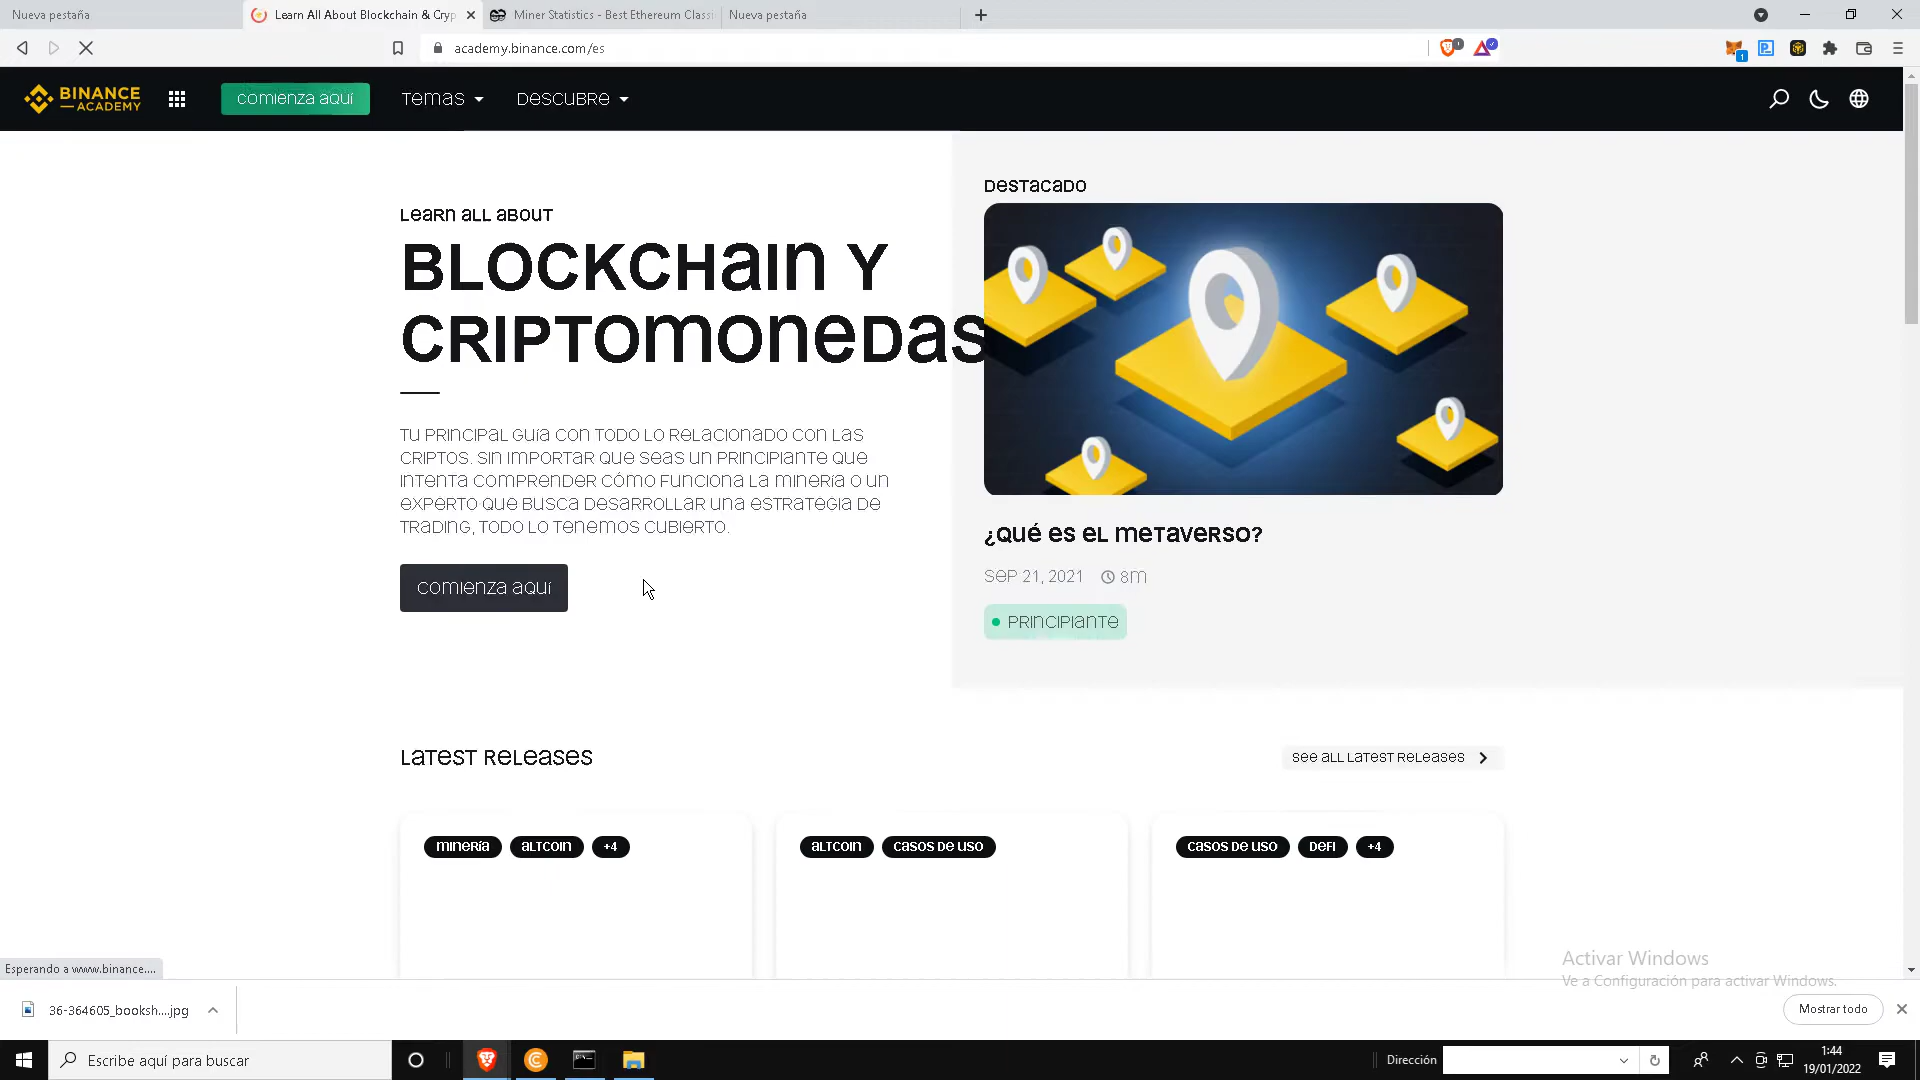 Nueva pestaña
Learn All About Blockchain & Cryp
Miner Statistics - Best Ethereum Classi
Nueva pestaña
academy.binance.com/es
BINANCE
ACADEMY
Comienza aquí
Temas
Descubre
Learn all about
Blockchain y
criptomonedas
Tu principal guía con todo lo relacionado con las
criptos. Sin importar que seas un principiante que
intenta comprender cómo funciona la minería o un
experto que busca desarrollar una estrategia de
trading, todo lo tenemos cubierto.
Comienza aquí
Destacado
¿Qué es el metaverso?
Sep 21, 2021
8m
Principiante
Latest Releases
See all latest releases
Minería
Altcoin
+4
Altcoin
Casos de uso
Casos de uso
DeFi
+4
Activar Windows
Ve a Configuración para activar Windows.
Esperando a www.binance....
36-364605_booksh....jpg
Mostrar todo
Escribe aquí para buscar
Dirección
1:44
19/01/2022